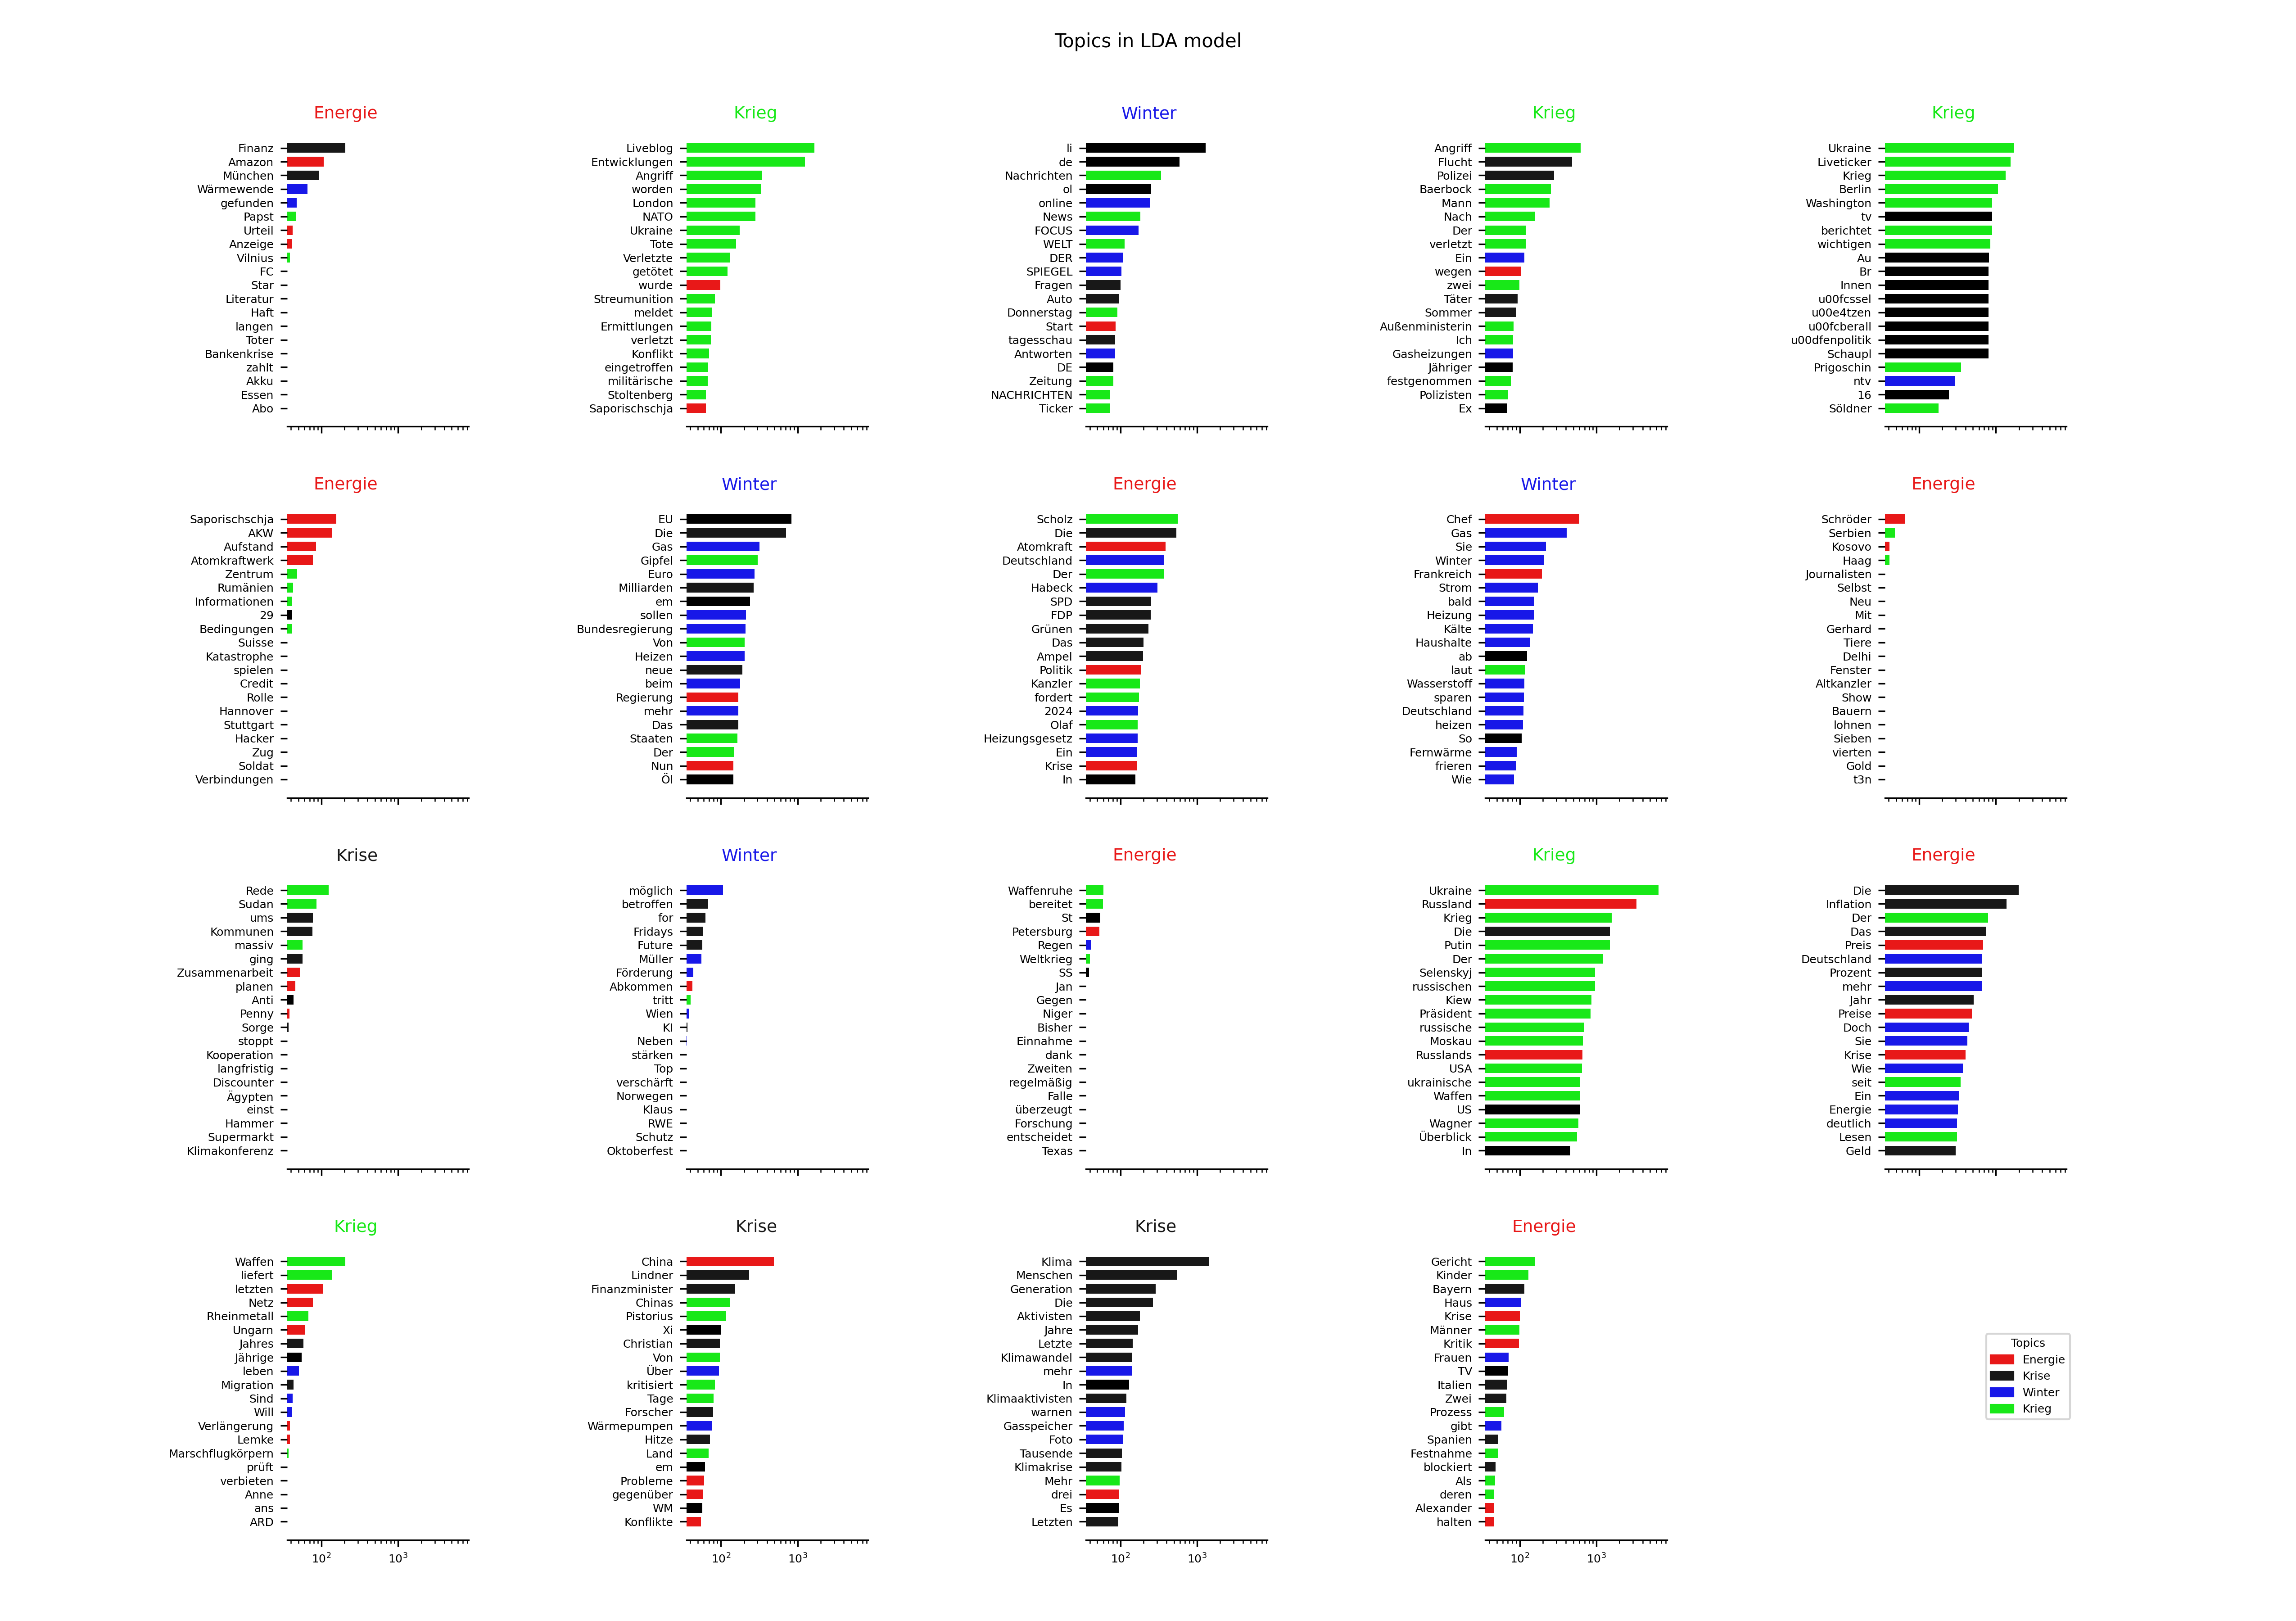 Topics in LDA model
Energie
Finanz
Amazon
München
Wärmewende
gefunden
Papst
Urteil
Anzeige
Vilnius
FC
Star
Literatur
Haft
langen
Toter
Bankenkrise
zahlt
Akku
Essen
Abo
Krieg
Liveblog
Entwicklungen
Angriff
worden
London
NATO
Ukraine
Tote
Verletzte
getötet
wurde
Streumunition
meldet
Ermittlungen
verletzt
Konflikt
eingetroffen
militärische
Stoltenberg
Saporischschja
Winter
li
de
Nachrichten
ol
online
News
FOCUS
WELT
DER
SPIEGEL
Fragen
Auto
Donnerstag
Start
tagesschau
Antworten
DE
Zeitung
NACHRICHTEN
Ticker
Krieg
Angriff
Flucht
Polizei
Baerbock
Mann
Nach
Der
verletzt
Ein
wegen
zwei
Täter
Sommer
Außenministerin
Ich
Gasheizungen
Jähriger
festgenommen
Polizisten
Ex
Krieg
Ukraine
Liveticker
Krieg
Berlin
Washington
tv
berichtet
wichtigen
Au
Br
Innen
u00fcssel
u00e4tzen
u00fcberall
u00dfenpolitik
Schaupl
Prigoschin
ntv
16
Söldner
Energie
Saporischschja
AKW
Aufstand
Atomkraftwerk
Zentrum
Rumänien
Informationen
29
Bedingungen
Suisse
Katastrophe
spielen
Credit
Rolle
Hannover
Stuttgart
Hacker
Zug
Soldat
Verbindungen
Winter
EU
Die
Gas
Gipfel
Euro
Milliarden
em
sollen
Bundesregierung
Von
Heizen
neue
beim
Regierung
mehr
Das
Staaten
Der
Nun
Öl
Energie
Scholz
Die
Atomkraft
Deutschland
Der
Habeck
SPD
FDP
Grünen
Das
Ampel
Politik
Kanzler
fordert
2024
Olaf
Heizungsgesetz
Ein
Krise
In
Winter
Chef
Gas
Sie
Winter
Frankreich
Strom
bald
Heizung
Kälte
Haushalte
ab
laut
Wasserstoff
sparen
Deutschland
heizen
So
Fernwärme
frieren
Wie
Energie
Schröder
Serbien
Kosovo
Haag
Journalisten
Selbst
Neu
Mit
Gerhard
Tiere
Delhi
Fenster
Altkanzler
Show
Bauern
lohnen
Sieben
vierten
Gold
t3n
Krise
Rede
Sudan
ums
Kommunen
massiv
ging
Zusammenarbeit
planen
Anti
Penny
Sorge
stoppt
Kooperation
langfristig
Discounter
Ägypten
einst
Hammer
Supermarkt
Klimakonferenz
Winter
möglich
betroffen
for
Fridays
Future
Müller
Förderung
Abkommen
tritt
Wien
KI
Neben
stärken
Top
verschärft
Norwegen
Klaus
RWE
Schutz
Oktoberfest
Energie
Waffenruhe
bereitet
St
Petersburg
Regen
Weltkrieg
SS
Jan
Gegen
Niger
Bisher
Einnahme
dank
Zweiten
regelmäßig
Falle
überzeugt
Forschung
entscheidet
Texas
Krieg
Ukraine
Russland
Krieg
Die
Putin
Der
Selenskyj
russischen
Kiew
Präsident
russische
Moskau
Russlands
USA
ukrainische
Waffen
US
Wagner
Überblick
In
Energie
Die
Inflation
Der
Das
Preis
Deutschland
Prozent
mehr
Jahr
Preise
Doch
Sie
Krise
Wie
seit
Ein
Energie
deutlich
Lesen
Geld
Krieg
Waffen
liefert
letzten
Netz
Rheinmetall
Ungarn
Jahres
Jährige
leben
Migration
Sind
Will
Verlängerung
Lemke
Marschflugkörpern
prüft
verbieten
Anne
ans
ARD
10² 10³
Krise
China
Lindner
Finanzminister
Chinas
Pistorius
Xi
Christian
Von
Über
kritisiert
Tage
Forscher
Wärmepumpen
Hitze
Land
em
Probleme
gegenüber
WM
Konflikte
10² 10³
Krise
Klima
Menschen
Generation
Die
Aktivisten
Jahre
Letzte
Klimawandel
mehr
In
Klimaaktivisten
warnen
Gasspeicher
Foto
Tausende
Klimakrise
Mehr
drei
Es
Letzten
10² 10³
Energie
Gericht
Kinder
Bayern
Haus
Krise
Männer
Kritik
Frauen
TV
Italien
Zwei
Prozess
gibt
Spanien
Festnahme
blockiert
Als
deren
Alexander
halten
10² 10³
Topics
Energie
Krise
Winter
Krieg